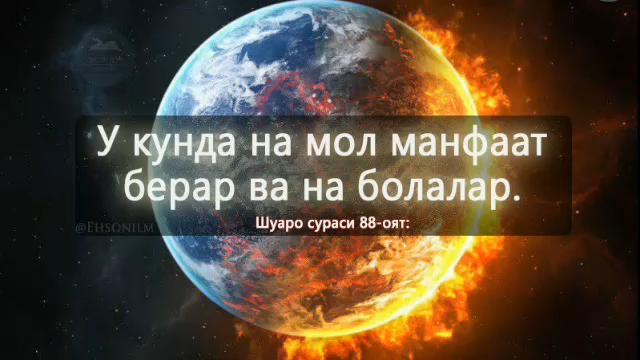 У кунда на мол манфаат
берар ва на болалар.
Шуаро сураси 88-оят:
@EHSONILM